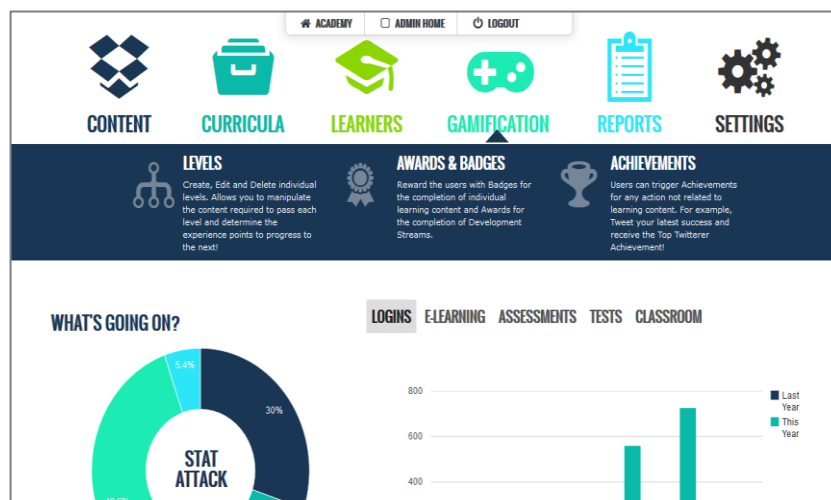 ACADEMY
ADMIN HOME
LOGOUT
CONTENT
CURRICULA
LEARNERS
GAMIFICATION
REPORTS
SETTINGS
LEVELS
Create, Edit and Delete individual
levels. Allows you to manipulate
the content required to pass each
level and determine the
experience points to progress to
the next!
AWARDS & BADGES
Reward the users with Badges for
the completion of individual
learning content and Awards for
the completion of Development
Streams.
ACHIEVEMENTS
Users can trigger Achievements
for any action not related to
learning content. For example,
Tweet your latest success and
receive the Top Twitterer
Achievement!
WHAT'S GOING ON?
5.4%
30%
STAT
ATTACK
LOGINS
E-LEARNING
ASSESSMENTS
TESTS
CLASSROOM
800
600
400
Last
Year
This
Year